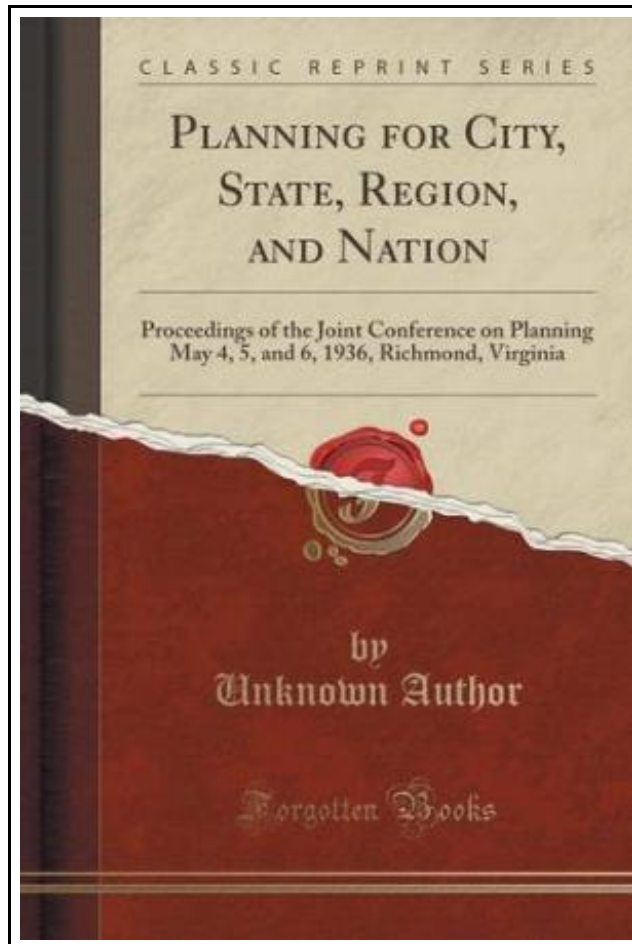 CLASSIC REPRINT SERIES
PLANNING FOR CITY,
STATE, REGION,
AND NATION
Proceedings of the Joint Conference on Planning
May 4, 5, and 6, 1936, Richmond, Virginia
F
by
Unknown Author
Forgotten Books